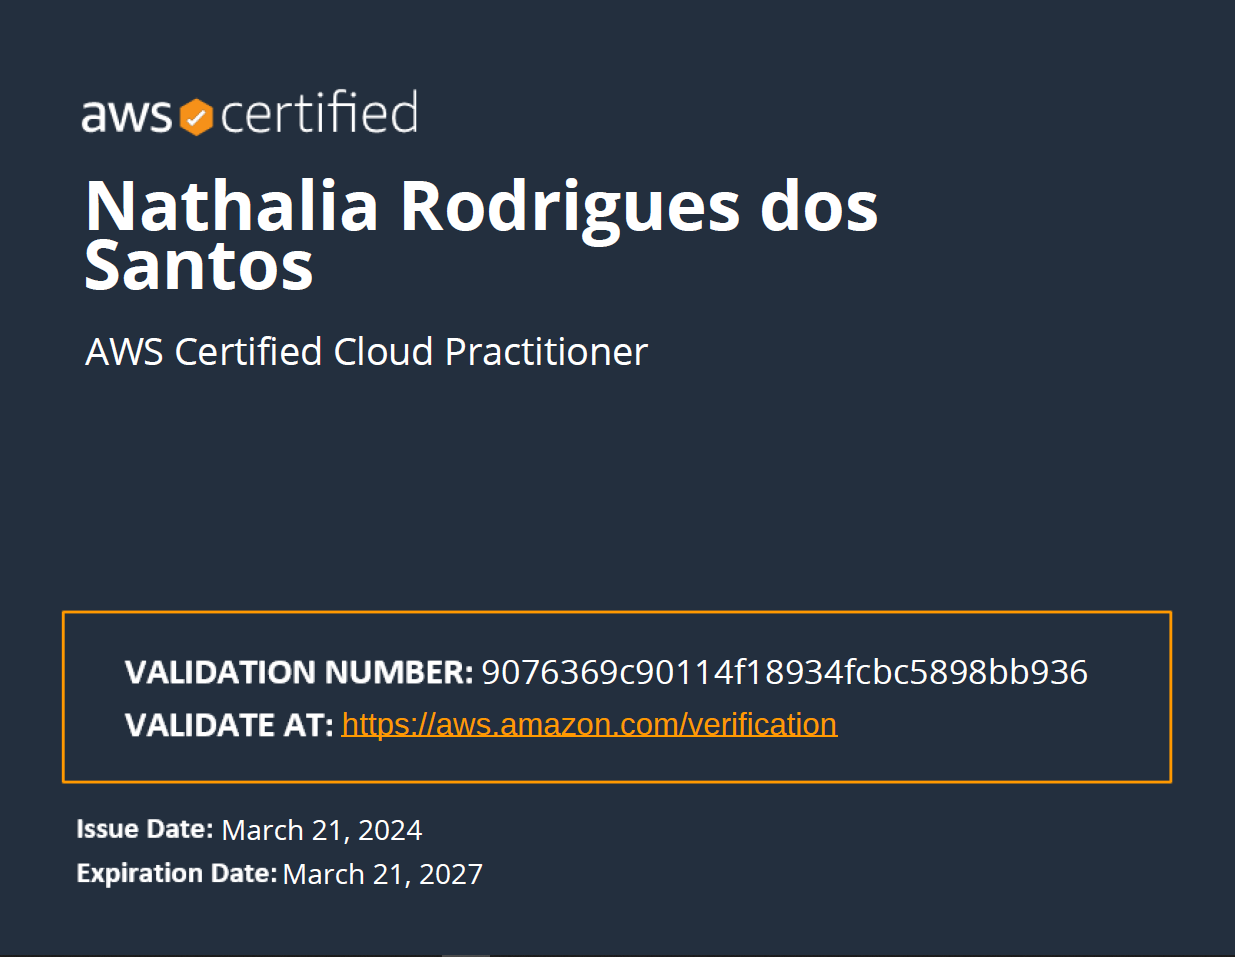 aws certified
Nathalia Rodrigues dos
Santos
AWS Certified Cloud Practitioner
VALIDATION NUMBER: 9076369c90114f18934fcbc5898bb936
VALIDATE AT: https://aws.amazon.com/verification
Issue Date: March 21, 2024
Expiration Date: March 21, 2027